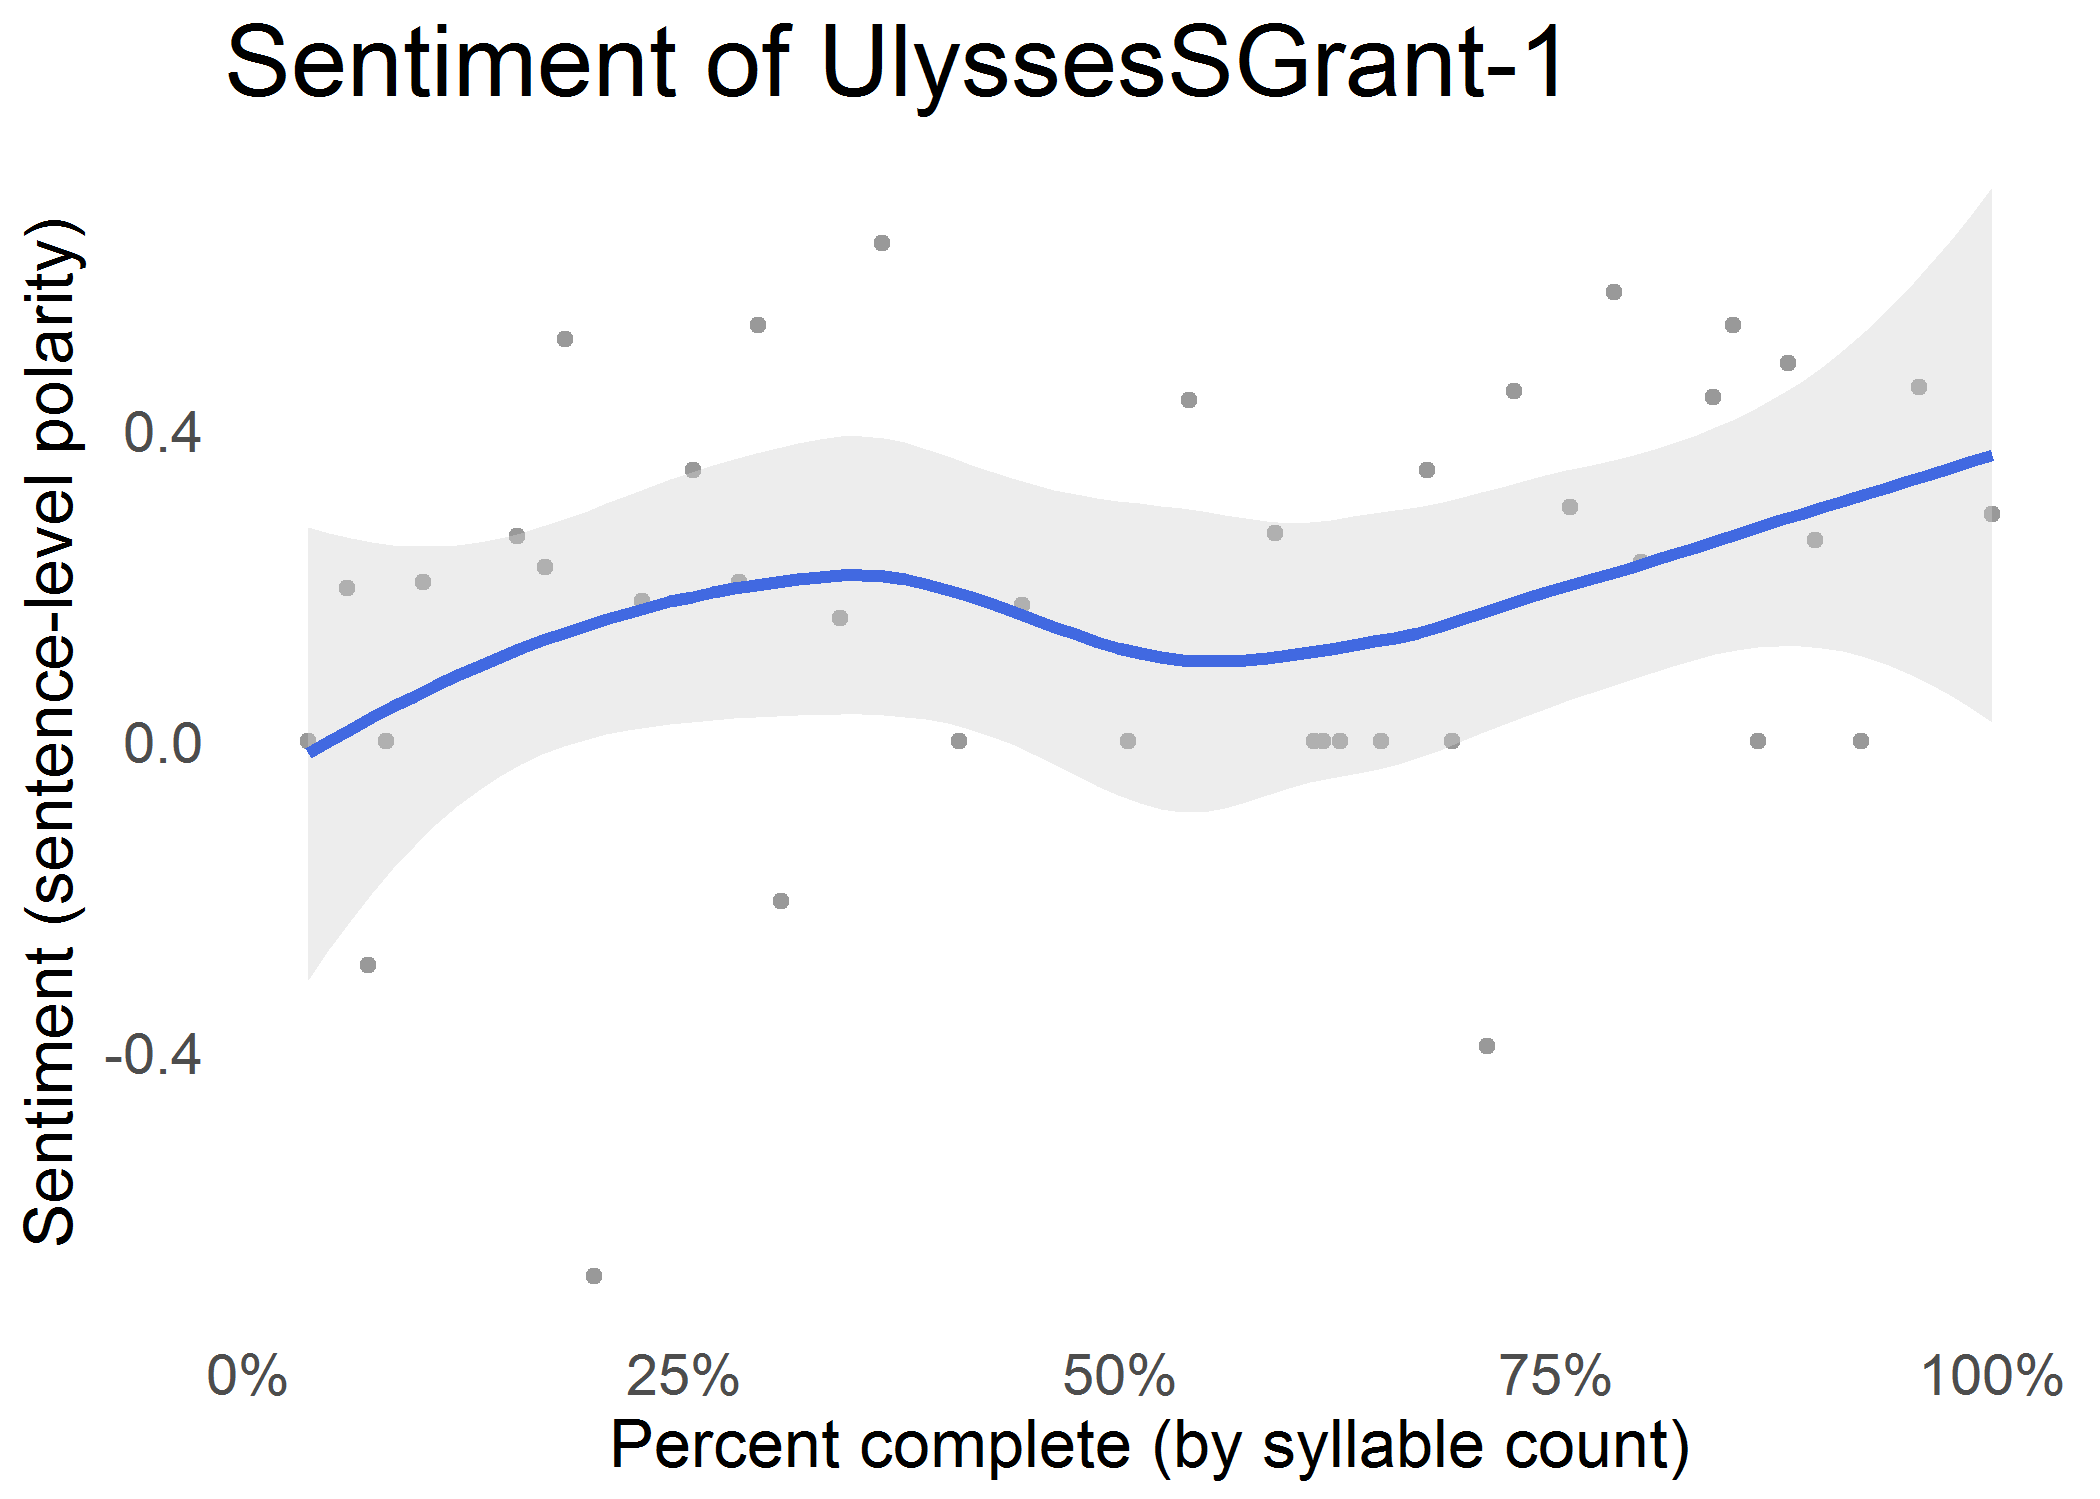 Sentiment of UlyssesSGrant-1
Sentiment (sentence-level polarity)
0.4
0.0
-0.4
0%
25%
50%
75%
100%
Percent complete (by syllable count)